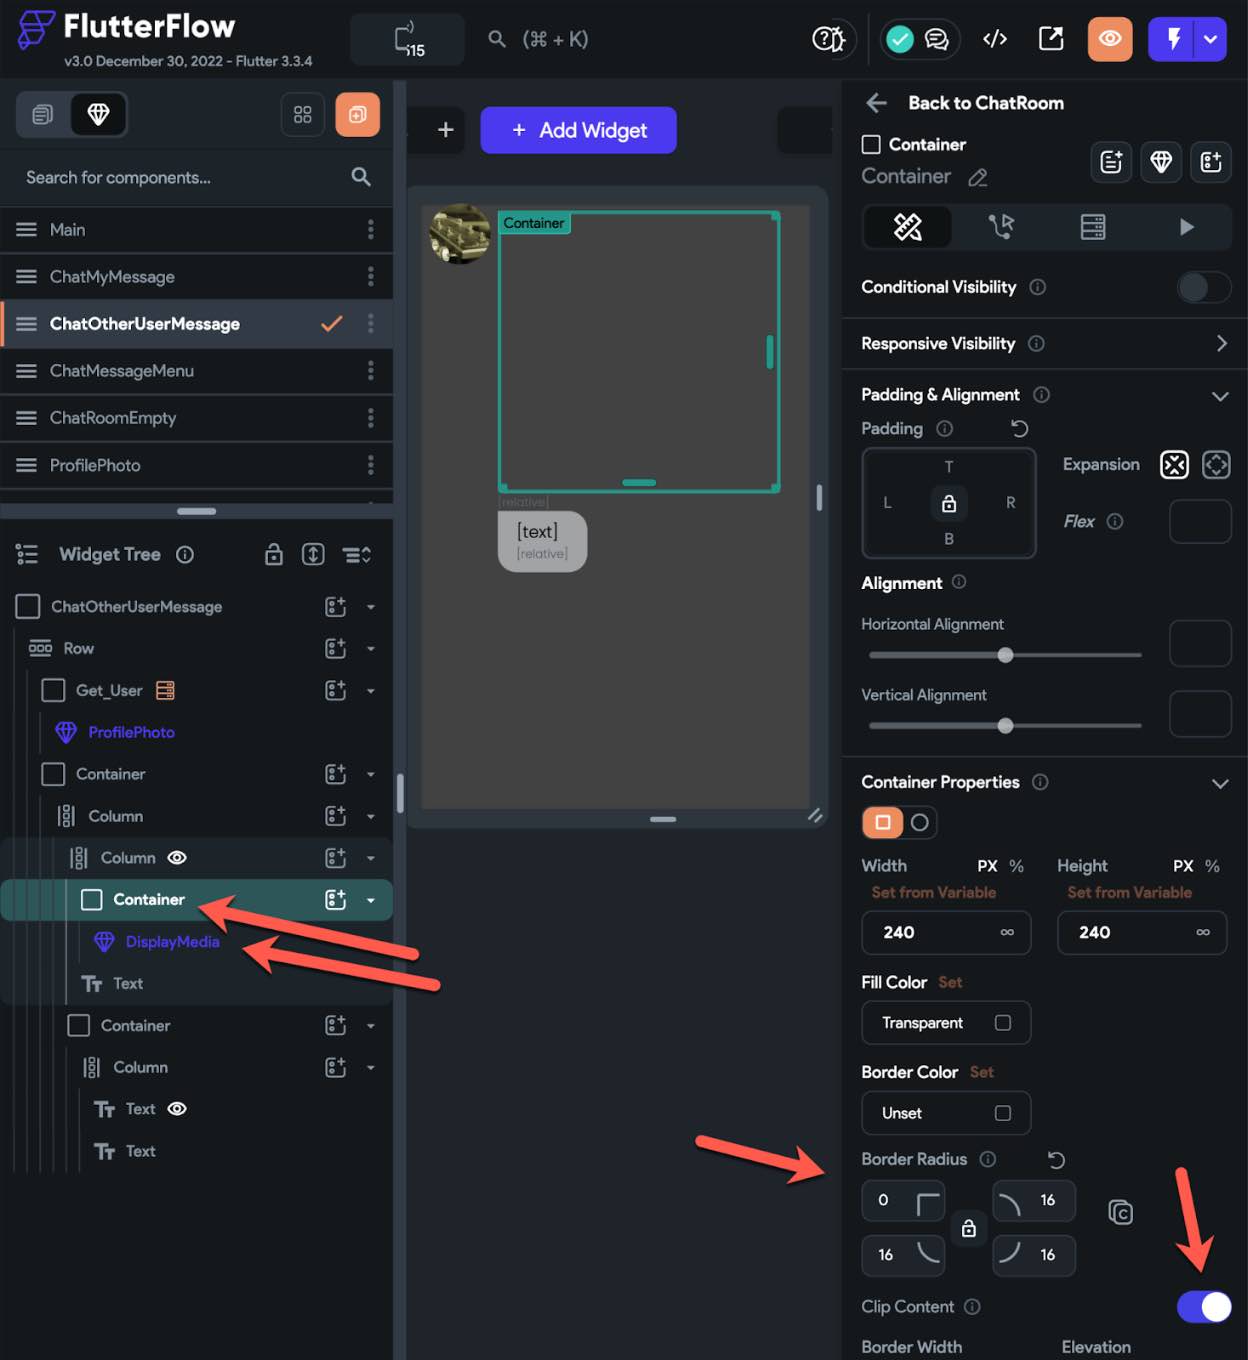 FlutterFlow
v3.0 December 30, 2022 - Flutter 3.3.4
15
(⌘ + K)
</>
Search for components...
Main
ChatMyMessage
ChatOtherUserMessage
ChatMessageMenu
ChatRoomEmpty
ProfilePhoto
Widget Tree
ChatOtherUserMessage
Row
Get_User
ProfilePhoto
Container
Column
Column
Container
DisplayMedia
Tт Text
Container
Column
Tт Text
Tт Text
+
+ Add Widget
Container
[relative]
[text]
[relative]
Back to ChatRoom
Container
Container
Conditional Visibility
Responsive Visibility
Padding & Alignment
Padding
T
L R
B
Expansion
Flex
Alignment
Horizontal Alignment
Vertical Alignment
Container Properties
Width PX %
Set from Variable
240 ∞
Height PX %
Set from Variable
240 ∞
Fill Color Set
Transparent
Border Color Set
Unset
Border Radius
0 16
16 16
Clip Content
Border Width Elevation